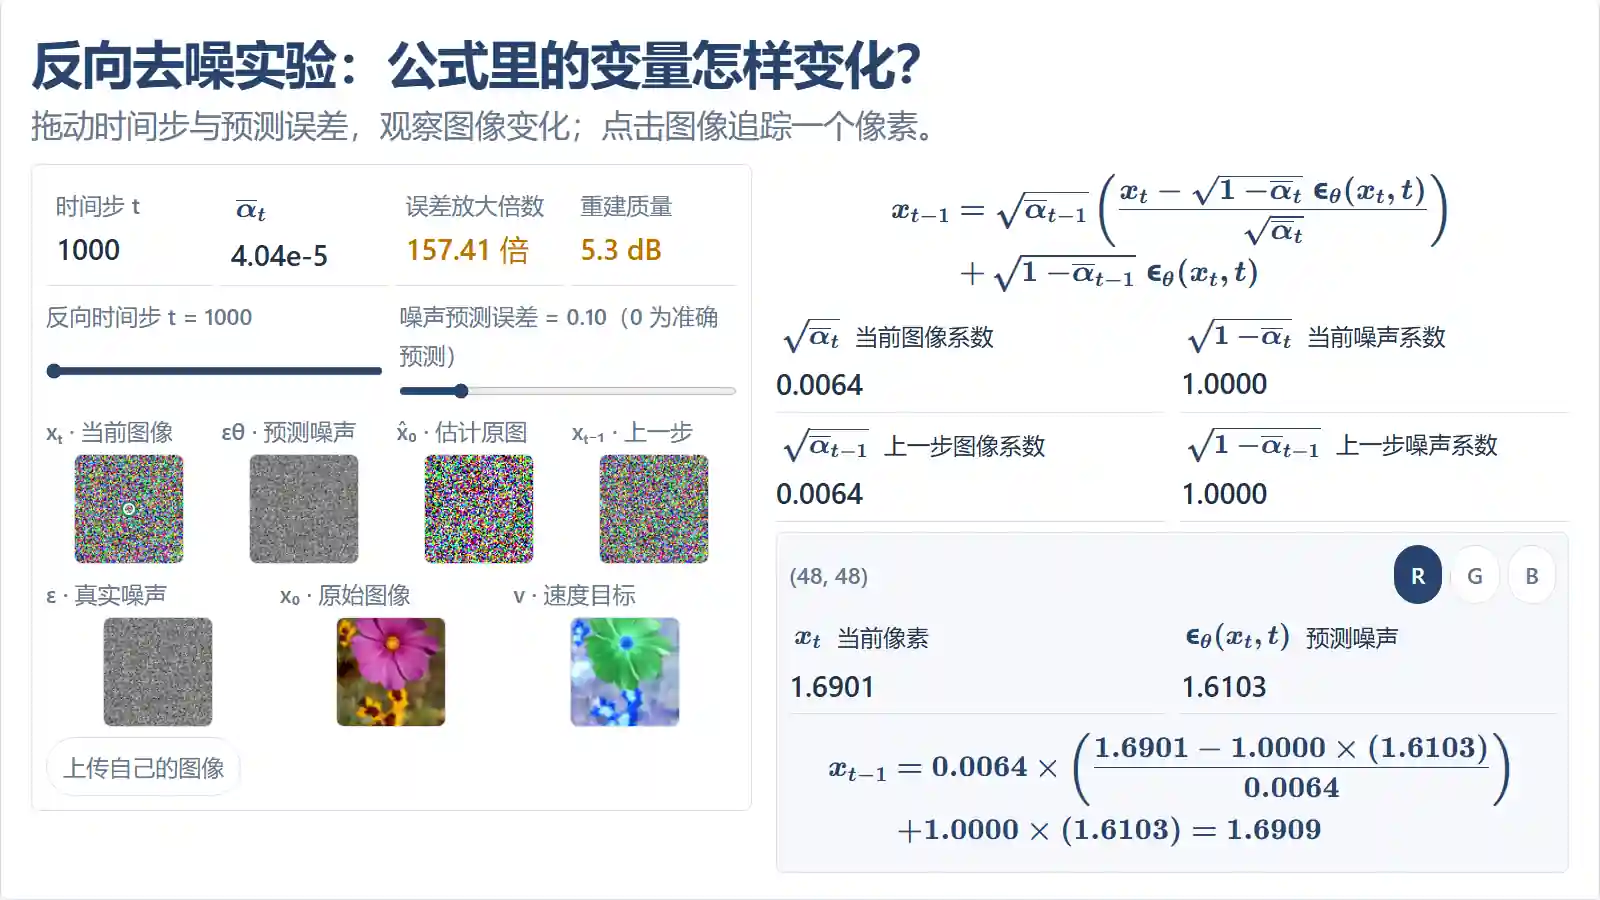 反向去噪实验：公式里的变量怎样变化？
拖动时间步与预测误差，观察图像变化；点击图像追踪一个像素。
时间步 t
1000
ᾱₜ
4.04e-5
误差放大倍数
157.41 倍
重建质量
5.3 dB
反向时间步 t = 1000
噪声预测误差 = 0.10（0 为准确
预测）
xₜ · 当前图像
εθ · 预测噪声
x̂₀ · 估计原图
xₜ₋₁ · 上一步
ε · 真实噪声
x₀ · 原始图像
v · 速度目标
上传自己的图像
xₜ₋₁ = √ᾱₜ₋₁ ( (xₜ − √(1 − ᾱₜ) ϵθ(xₜ, t)) / √ᾱₜ )
+ √(1 − ᾱₜ₋₁) ϵθ(xₜ, t)
√ᾱₜ 当前图像系数
0.0064
√(1 − ᾱₜ) 当前噪声系数
1.0000
√ᾱₜ₋₁ 上一步图像系数
0.0064
√(1 − ᾱₜ₋₁) 上一步噪声系数
1.0000
(48, 48)
R G B
xₜ 当前像素
1.6901
ϵθ(xₜ, t) 预测噪声
1.6103
xₜ₋₁ = 0.0064 × ( (1.6901 − 1.0000 × (1.6103)) / 0.0064 )
+1.0000 × (1.6103) = 1.6909